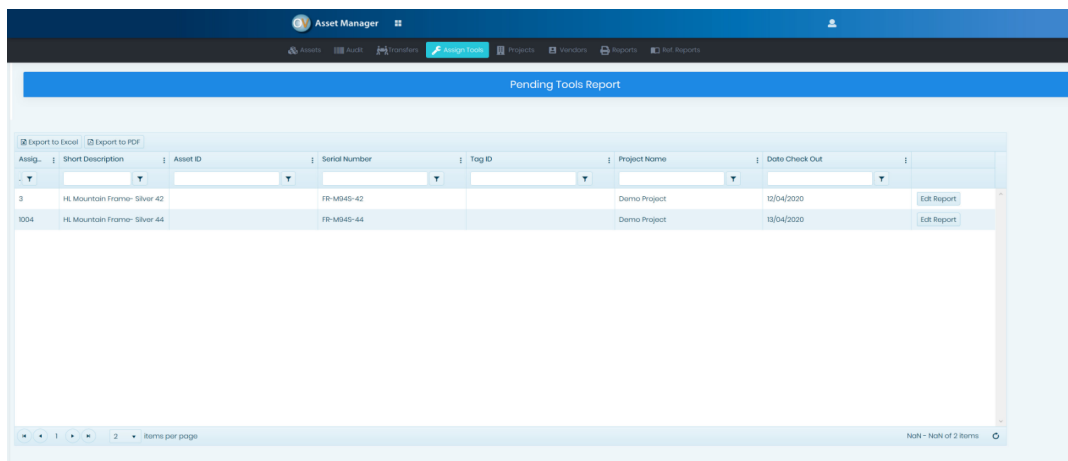 Asset Manager
Assets Audit Transfers Assign Tools Projects Vendors Reports Ref. Reports
Pending Tools Report
Export to Excel Export to PDF
Assig... Short Description Asset ID Serial Number Tag ID Project Name Date Check Out
3 HL Mountain Frame- Silver 42 FR-M94S-42 Demo Project 12/04/2020 Edt Report
1004 HL Mountain Frame- Silver 44 FR-M94S-44 Demo Project 13/04/2020 Edt Report
1 2 items per page NaN - NaN of 2 items